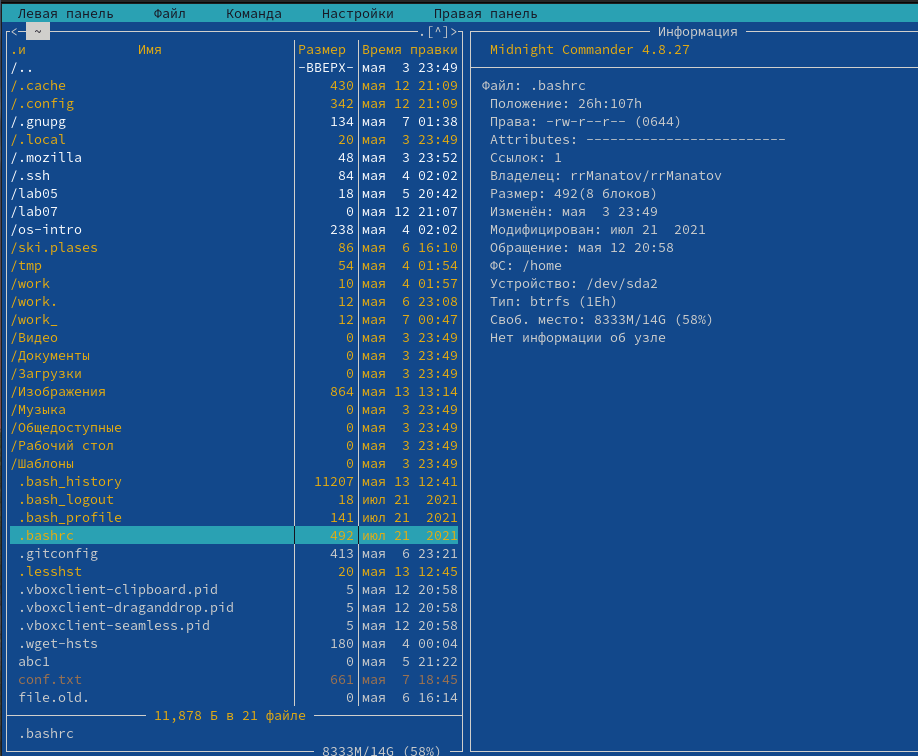 Левая панель Файл Команда Настройки Правая панель
<- ~ .[^]>
.и Имя Размер Время правки
/.. -ВВЕРХ- мая 3 23:49
/.cache 430 мая 12 21:09
/.config 342 мая 12 21:09
/.gnupg 134 мая 7 01:38
/.local 20 мая 3 23:49
/.mozilla 48 мая 3 23:52
/.ssh 84 мая 4 02:02
/lab05 18 мая 5 20:42
/lab07 0 мая 12 21:07
/os-intro 238 мая 4 02:02
/ski.plases 86 мая 6 16:10
/tmp 54 мая 4 01:54
/work 10 мая 4 01:57
/work. 12 мая 6 23:08
/work_ 12 мая 7 00:47
/Видео 0 мая 3 23:49
/Документы 0 мая 3 23:49
/Загрузки 0 мая 3 23:49
/Изображения 864 мая 13 13:14
/Музыка 0 мая 3 23:49
/Общедоступные 0 мая 3 23:49
/Рабочий стол 0 мая 3 23:49
/Шаблоны 0 мая 3 23:49
.bash_history 11207 мая 13 12:41
.bash_logout 18 июл 21 2021
.bash_profile 141 июл 21 2021
.bashrc 492 июл 21 2021
.gitconfig 413 мая 6 23:21
.lesshst 20 мая 13 12:45
.vboxclient-clipboard.pid 5 мая 12 20:58
.vboxclient-draganddrop.pid 5 мая 12 20:58
.vboxclient-seamless.pid 5 мая 12 20:58
.wget-hsts 180 мая 4 00:04
abc1 0 мая 5 21:22
conf.txt 661 мая 7 18:45
file.old. 0 мая 6 16:14
11,878 Б в 21 файле
.bashrc
8333M/14G (58%)
Информация
Midnight Commander 4.8.27
Файл: .bashrc
Положение: 26h:107h
Права: -rw-r--r-- (0644)
Attributes: -------------------------
Ссылок: 1
Владелец: rrManatov/rrManatov
Размер: 492(8 блоков)
Изменён: мая 3 23:49
Модифицирован: июл 21 2021
Обращение: мая 12 20:58
ФС: /home
Устройство: /dev/sda2
Тип: btrfs (1Eh)
Своб. место: 8333M/14G (58%)
Нет информации об узле